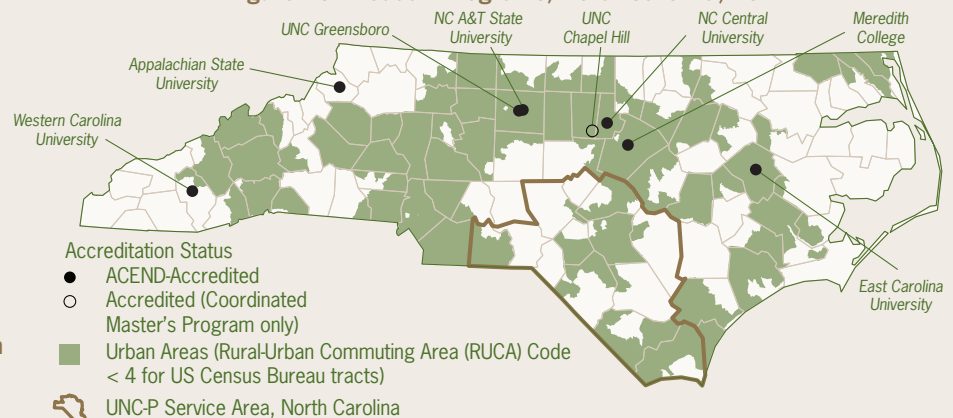 UNC Greensboro
NC A&T State
University
UNC
Chapel Hill
NC Central
University
Meredith
College
Appalachian State
University
Western Carolina
University
East Carolina
University
Accreditation Status
ACEND-Accredited
Accredited (Coordinated
Master's Program only)
Urban Areas (Rural-Urban Commuting Area (RUCA) Code
< 4 for US Census Bureau tracts)
UNC-P Service Area, North Carolina